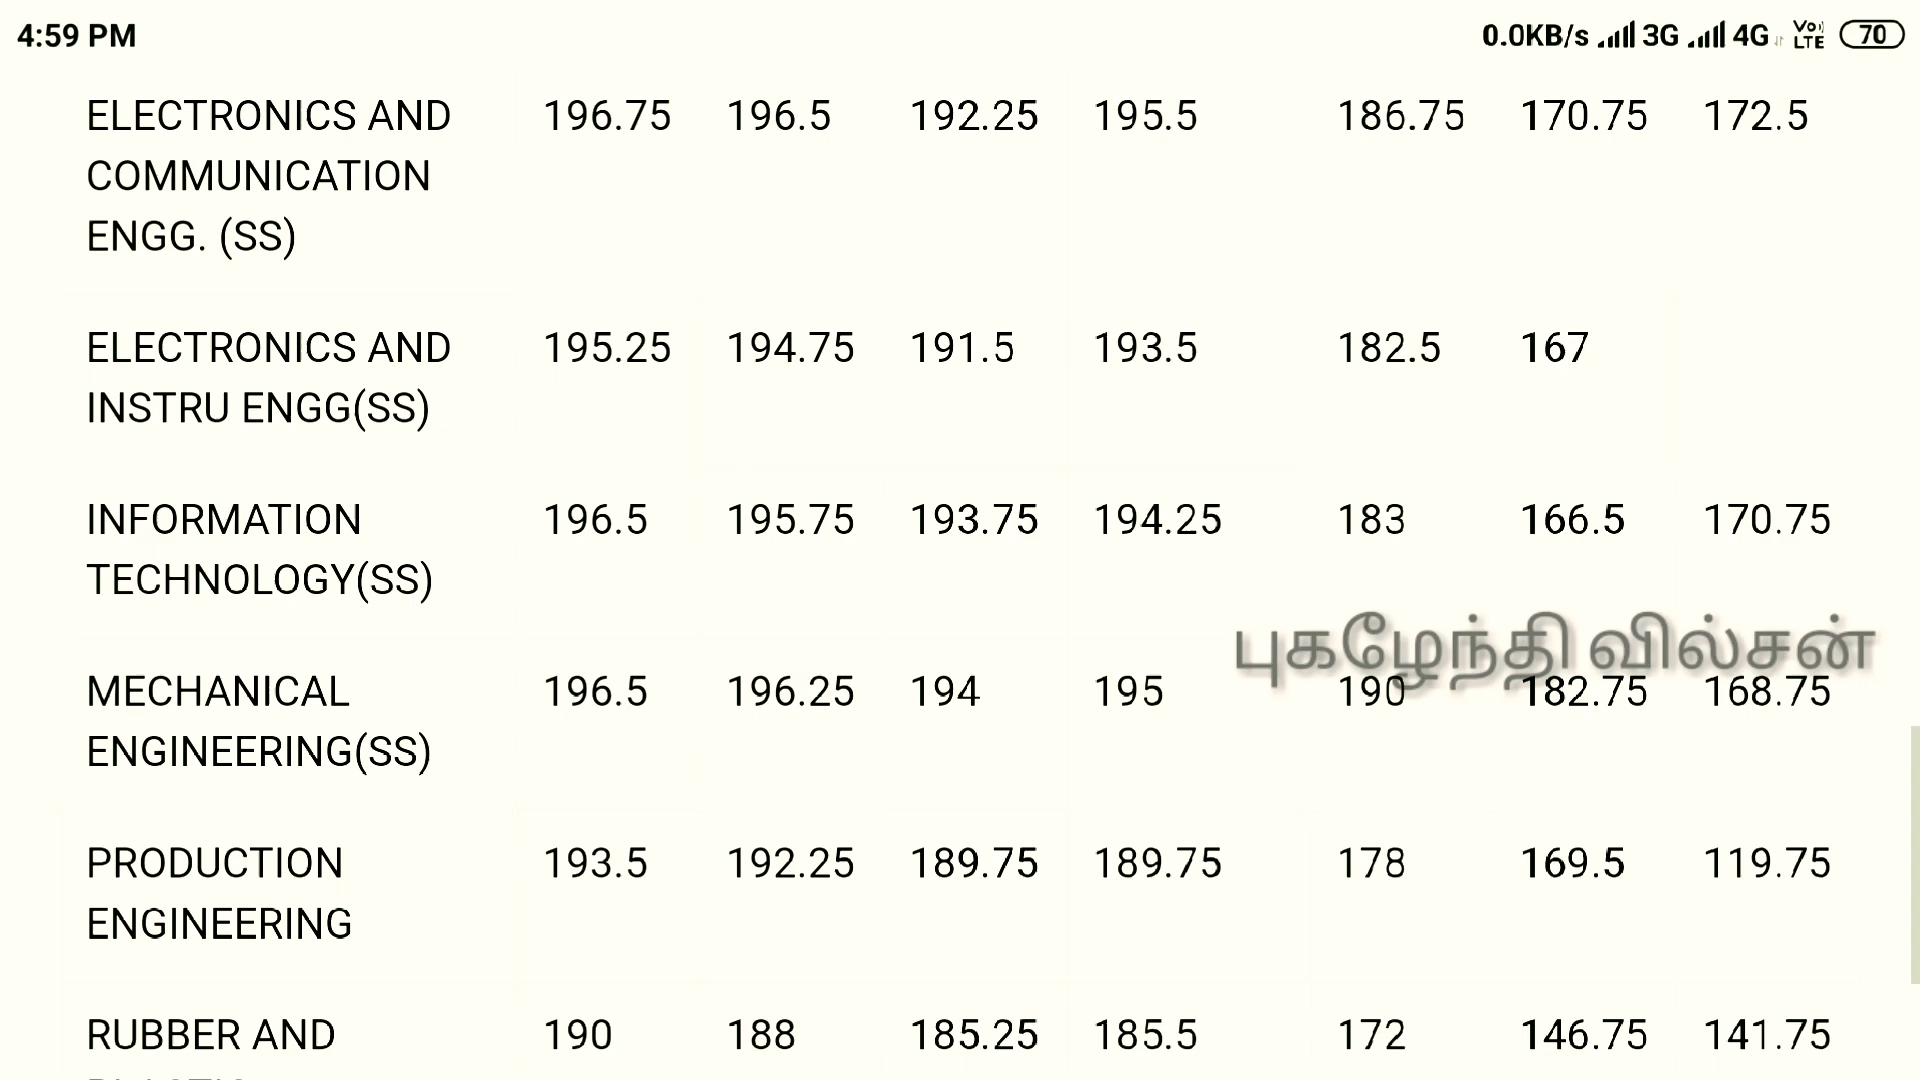 4:59 PM 0.0KB/s 3G 4G Vo LTE 70
ELECTRONICS AND 196.75 196.5 192.25 195.5 186.75 170.75 172.5
COMMUNICATION
ENGG. (SS)
ELECTRONICS AND 195.25 194.75 191.5 193.5 182.5 167
INSTRU ENGG(SS)
INFORMATION 196.5 195.75 193.75 194.25 183 166.5 170.75
TECHNOLOGY(SS)
புகழேந்தி வில்சன்
MECHANICAL 196.5 196.25 194 195 190 182.75 168.75
ENGINEERING(SS)
PRODUCTION 193.5 192.25 189.75 189.75 178 169.5 119.75
ENGINEERING
RUBBER AND 190 188 185.25 185.5 172 146.75 141.75